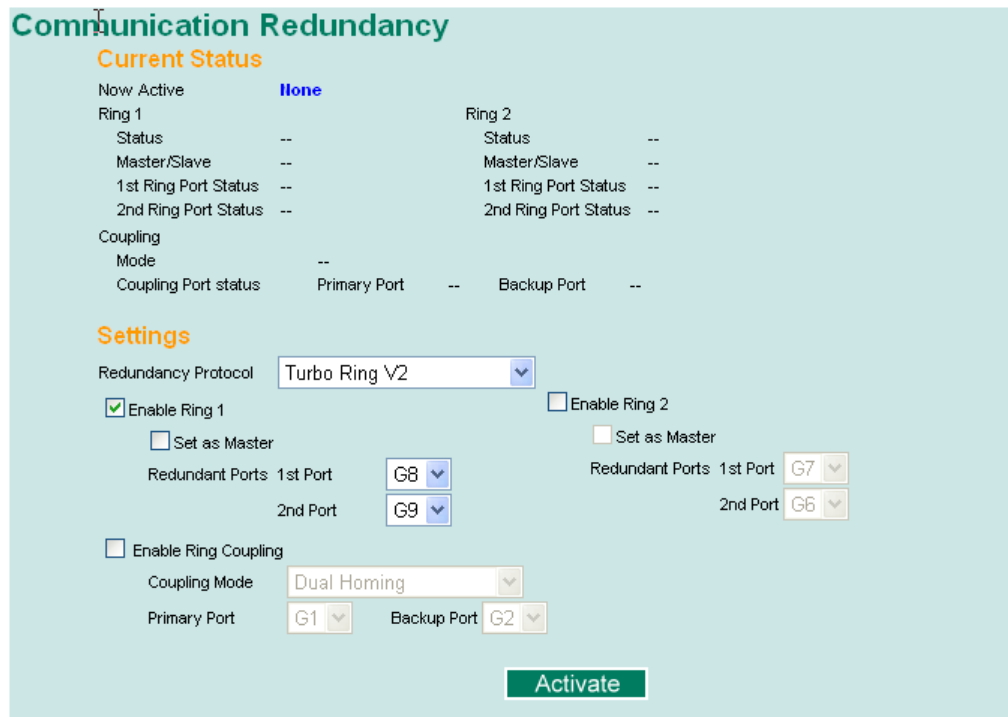 Communication Redundancy
Current Status
Now Active None
Ring 1 Ring 2
Status -- Status --
Master/Slave -- Master/Slave --
1st Ring Port Status -- 1st Ring Port Status --
2nd Ring Port Status -- 2nd Ring Port Status --
Coupling
Mode --
Coupling Port status Primary Port -- Backup Port --
Settings
Redundancy Protocol Turbo Ring V2
Enable Ring 1 Enable Ring 2
Set as Master Set as Master
Redundant Ports 1st Port G8 Redundant Ports 1st Port G7
2nd Port G9 2nd Port G6
Enable Ring Coupling
Coupling Mode Dual Homing
Primary Port G1 Backup Port G2
Activate